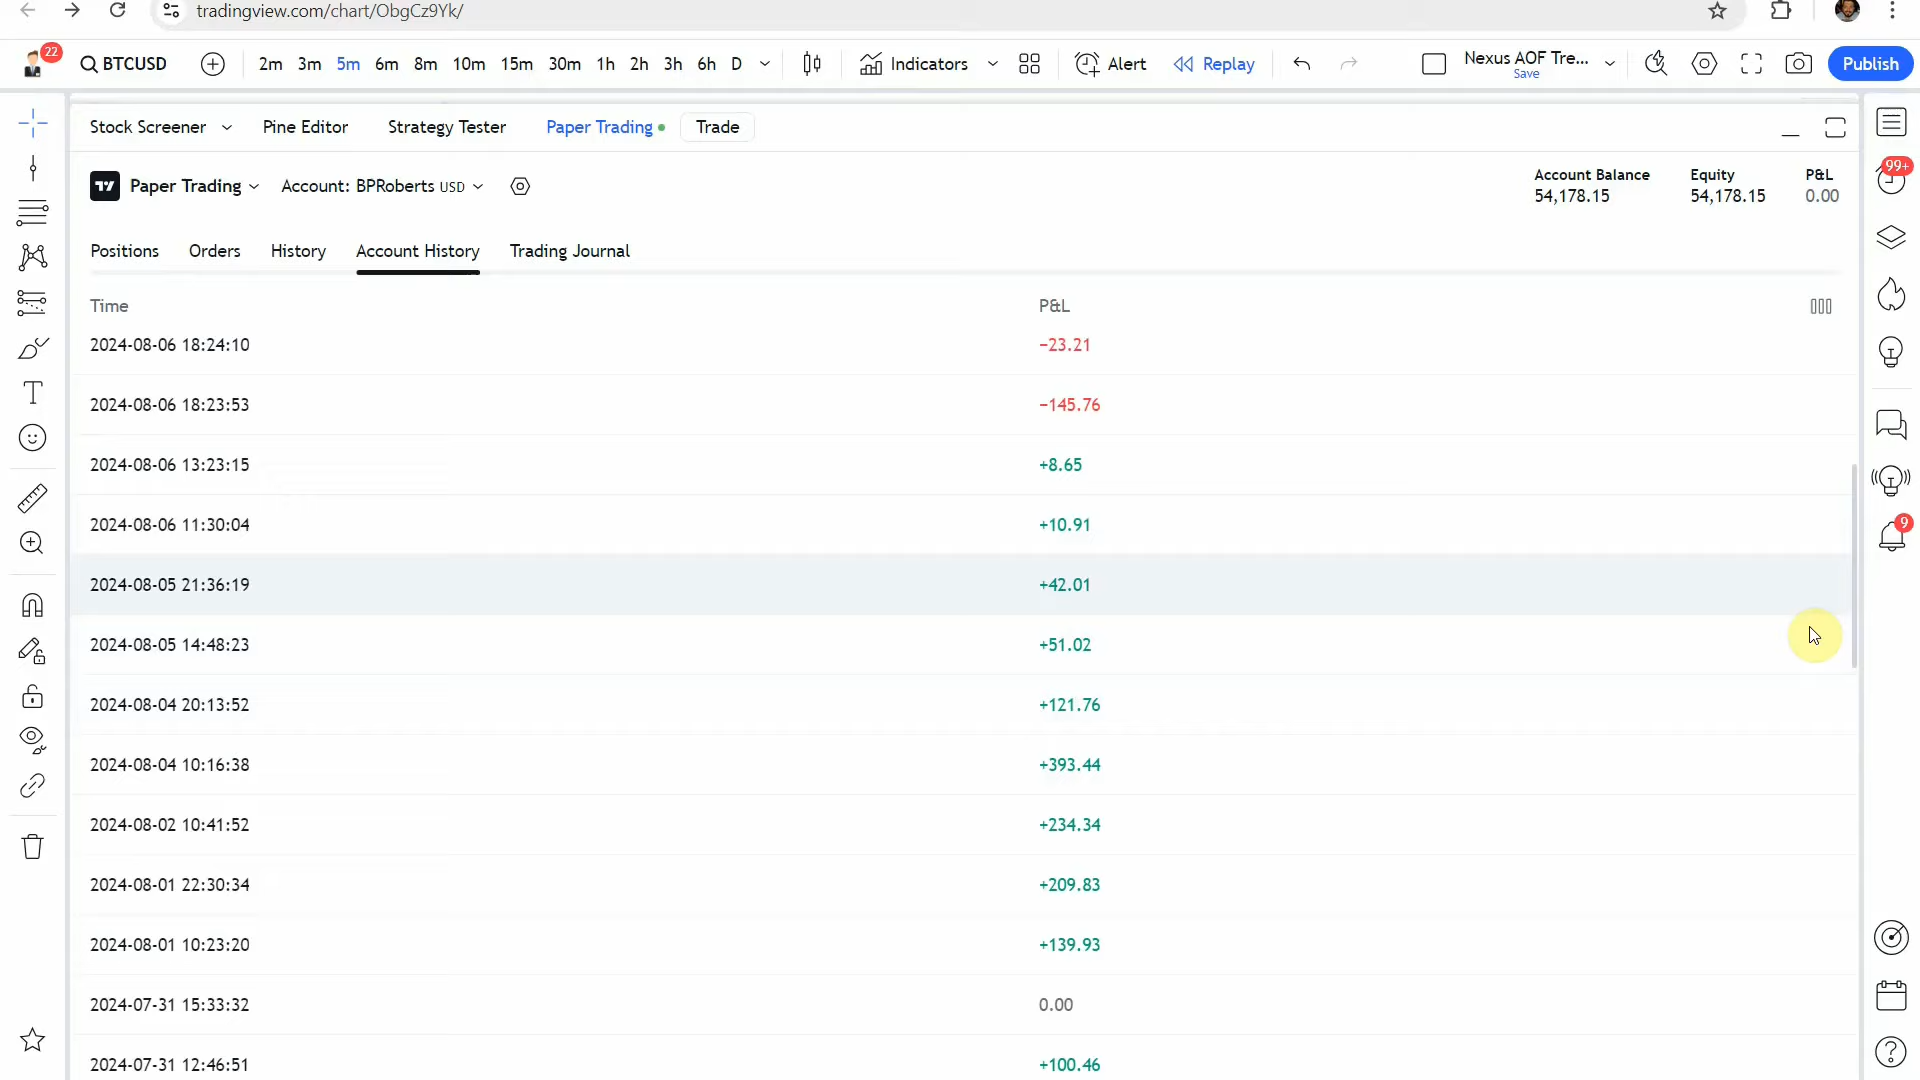 tradingview.com/chart/ObgCz9Yk/
22
BTCUSD
2m 3m 5m 6m 8m 10m 15m 30m 1h 2h 3h 6h D
Indicators
Alert
Replay
Nexus AOF Tre...
Save
Publish
Stock Screener
Pine Editor
Strategy Tester
Paper Trading
Trade
Paper Trading
Account: BPRoberts USD
Account Balance
54,178.15
Equity
54,178.15
P&L
0.00
99+
Positions
Orders
History
Account History
Trading Journal
Time P&L
2024-08-06 18:24:10 −23.21
2024-08-06 18:23:53 −145.76
2024-08-06 13:23:15 +8.65
2024-08-06 11:30:04 +10.91
2024-08-05 21:36:19 +42.01
2024-08-05 14:48:23 +51.02
2024-08-04 20:13:52 +121.76
2024-08-04 10:16:38 +393.44
2024-08-02 10:41:52 +234.34
2024-08-01 22:30:34 +209.83
2024-08-01 10:23:20 +139.93
2024-07-31 15:33:32 0.00
2024-07-31 12:46:51 +100.46
9